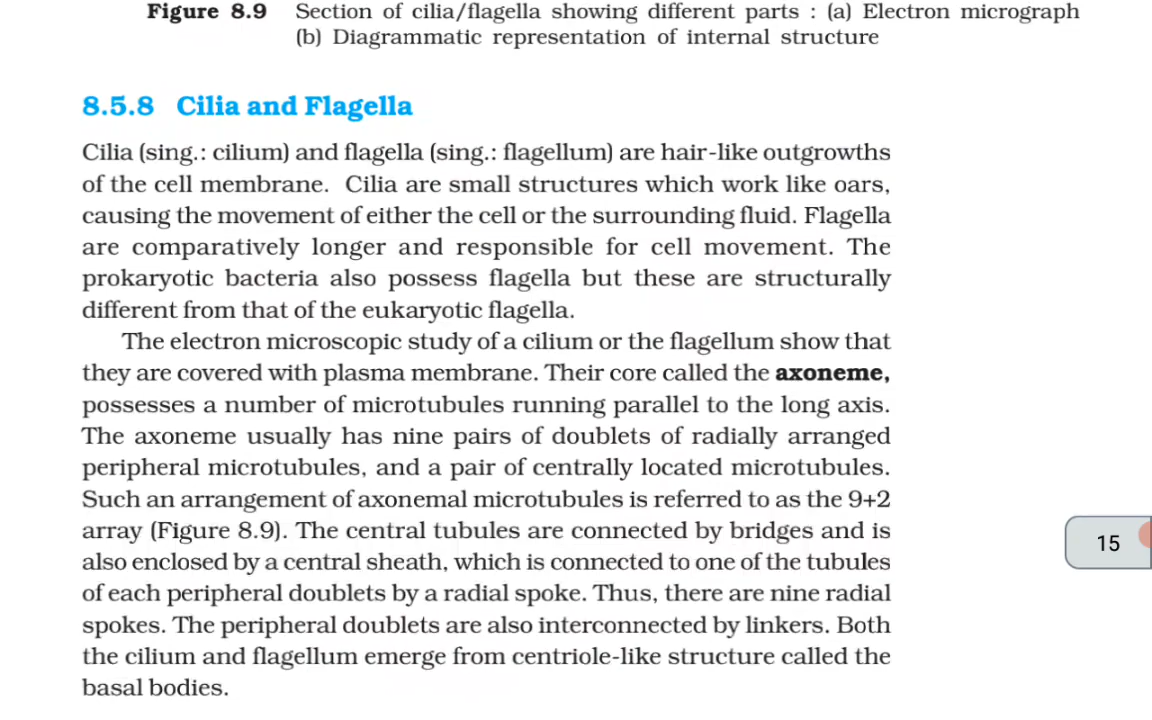 Figure 8.9 Section of cilia/flagella showing different parts : (a) Electron micrograph
(b) Diagrammatic representation of internal structure
8.5.8 Cilia and Flagella
Cilia (sing.: cilium) and flagella (sing.: flagellum) are hair-like outgrowths
of the cell membrane. Cilia are small structures which work like oars,
causing the movement of either the cell or the surrounding fluid. Flagella
are comparatively longer and responsible for cell movement. The
prokaryotic bacteria also possess flagella but these are structurally
different from that of the eukaryotic flagella.
The electron microscopic study of a cilium or the flagellum show that
they are covered with plasma membrane. Their core called the axoneme,
possesses a number of microtubules running parallel to the long axis.
The axoneme usually has nine pairs of doublets of radially arranged
peripheral microtubules, and a pair of centrally located microtubules.
Such an arrangement of axonemal microtubules is referred to as the 9+2
array (Figure 8.9). The central tubules are connected by bridges and is
also enclosed by a central sheath, which is connected to one of the tubules
of each peripheral doublets by a radial spoke. Thus, there are nine radial
spokes. The peripheral doublets are also interconnected by linkers. Both
the cilium and flagellum emerge from centriole-like structure called the
basal bodies.
15